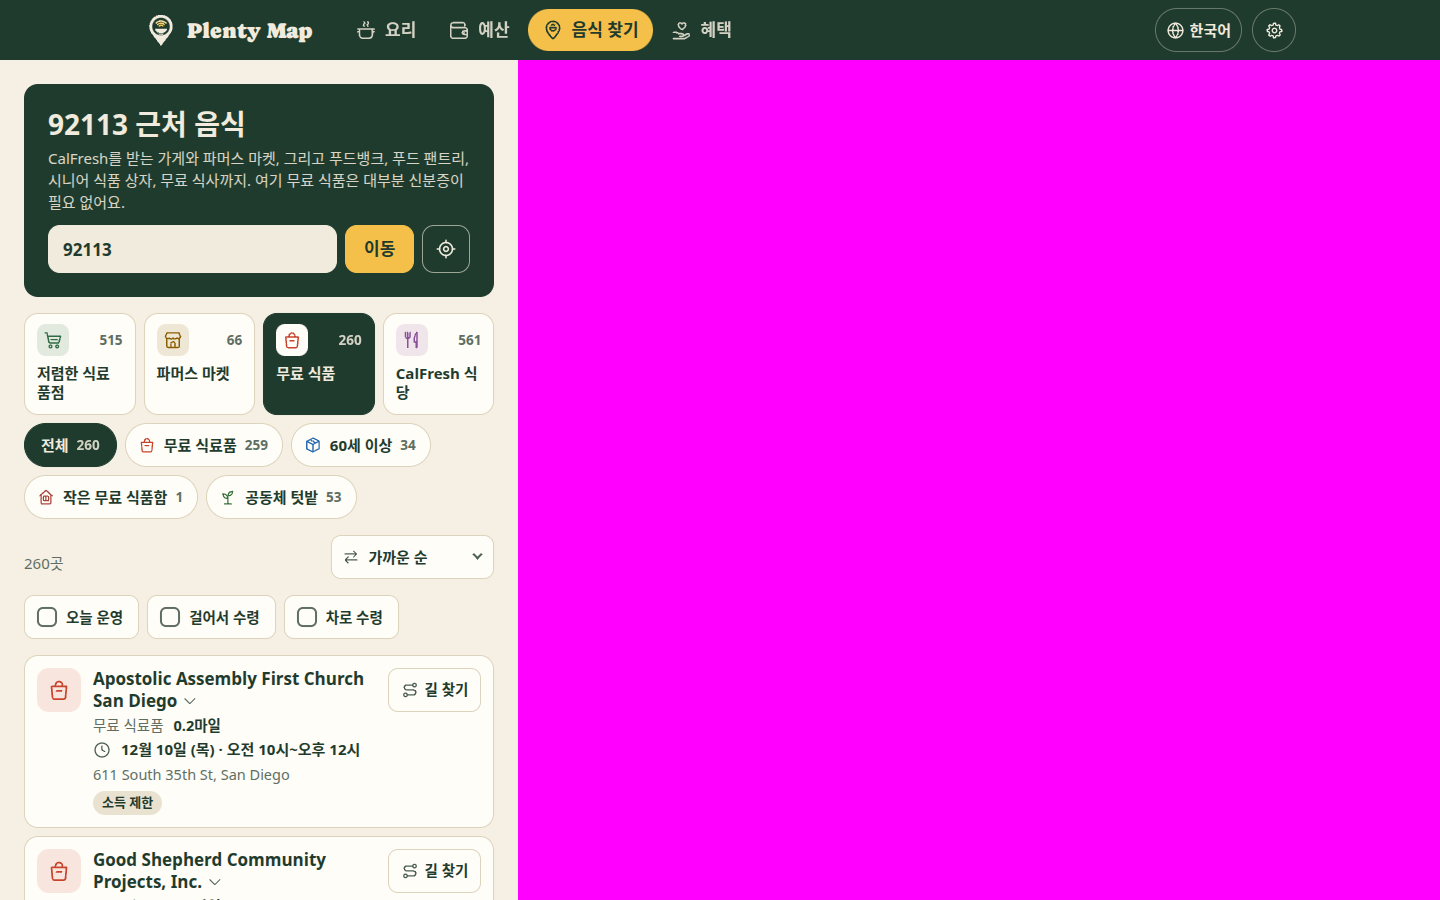 Plenty Map
요리
예산
음식 찾기
혜택
한국어
92113 근처 음식
CalFresh를 받는 가게와 파머스 마켓, 그리고 푸드뱅크, 푸드 팬트리,
시니어 식품 상자, 무료 식사까지. 여기 무료 식품은 대부분 신분증이
필요 없어요.
92113
이동
515
저렴한 식료
품점
66
파머스 마켓
260
무료 식품
561
CalFresh 식
당
전체 260
무료 식료품 259
60세 이상 34
작은 무료 식품함 1
공동체 텃밭 53
260곳
가까운 순
오늘 운영
걸어서 수령
차로 수령
Apostolic Assembly First Church
San Diego
길 찾기
무료 식료품 0.2마일
12월 10일 (목) · 오전 10시~오후 12시
611 South 35th St, San Diego
소득 제한
Good Shepherd Community
Projects, Inc.
길 찾기